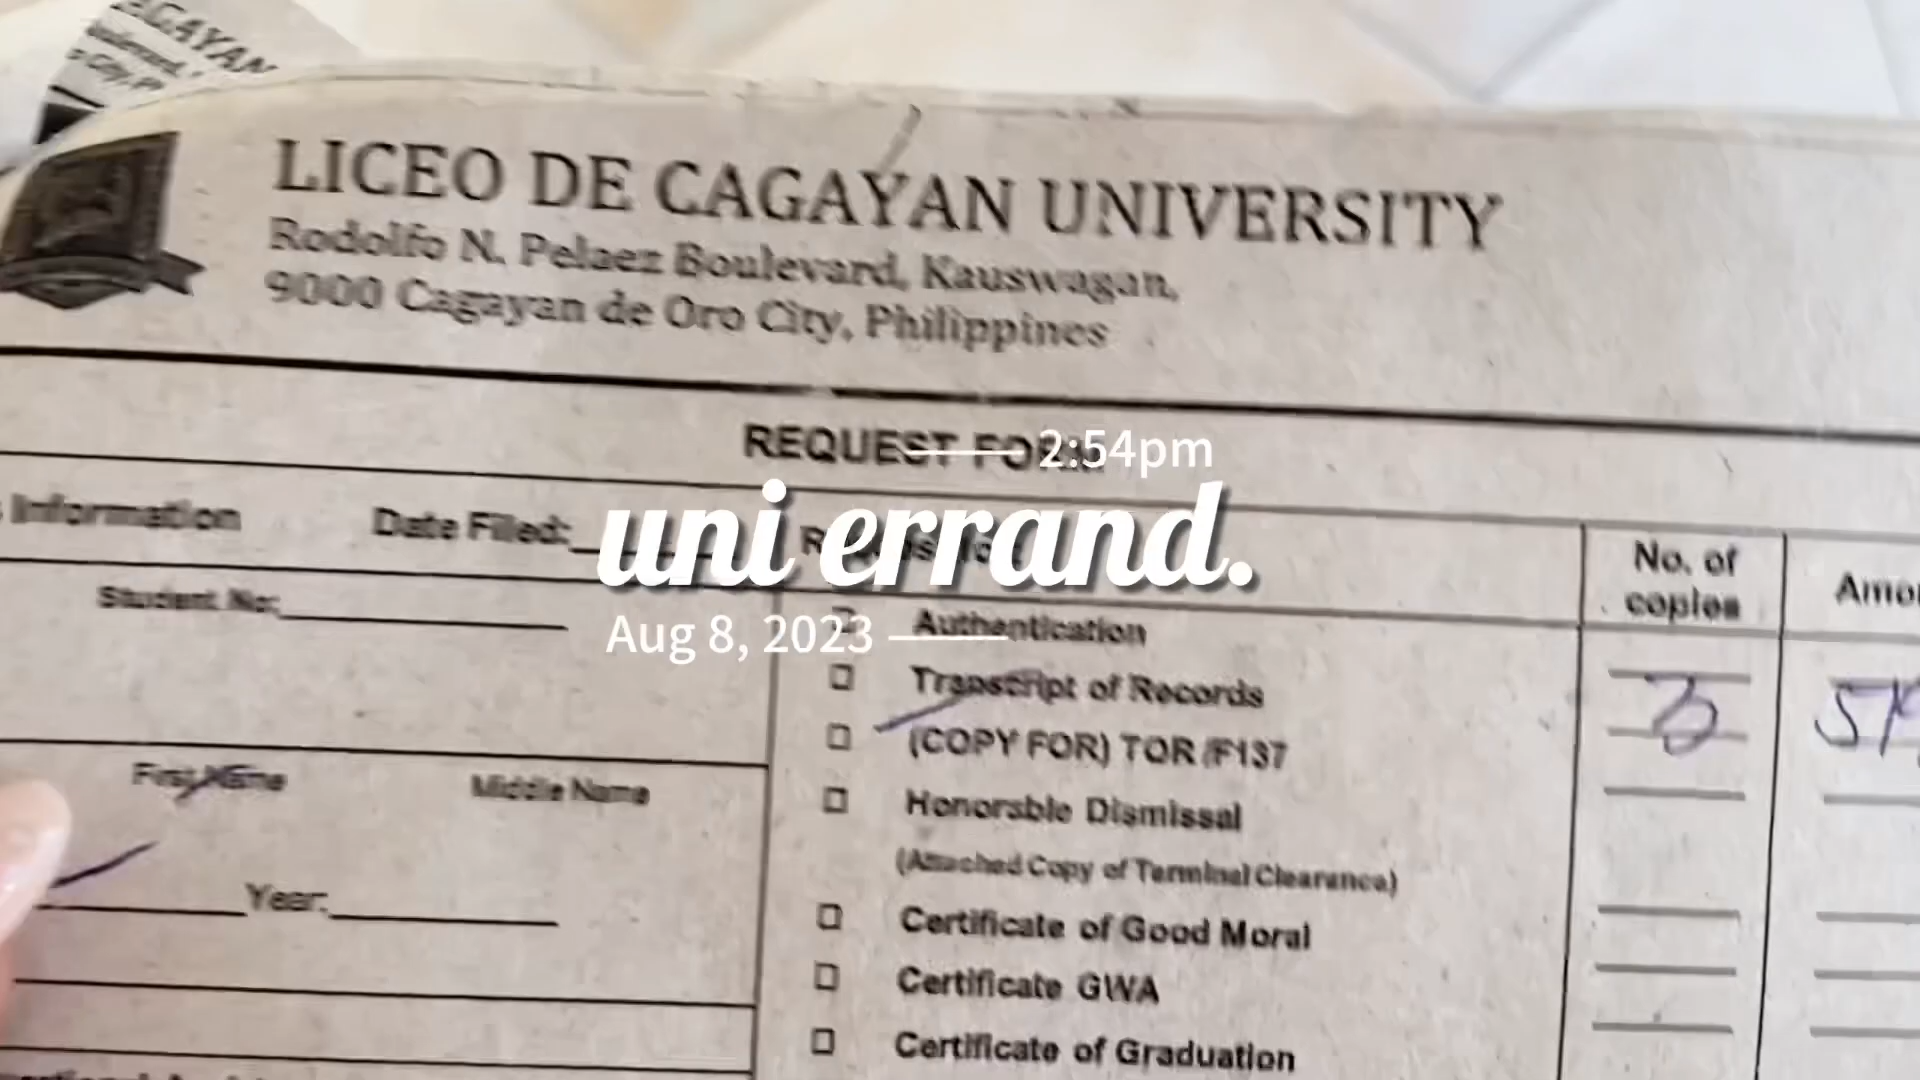 CAGAYAN
LICEO DE CAGAYAN UNIVERSITY
Rodolfo N. Pelaez Boulevard, Kauswagan,
9000 Cagayan de Oro City, Philippines
REQUEST FORM
2:54pm
uni errand.
Aug 8, 2023
Information
Date Filed:
No. of
copies
Student No:
Authentication
Transcript of Records
(COPY FOR) TOR /F137
First Name
Middle Name
Honorable Dismissal
(Attached Copy of Terminal Clearance)
Year:
Certificate of Good Moral
Certificate GWA
Certificate of Graduation